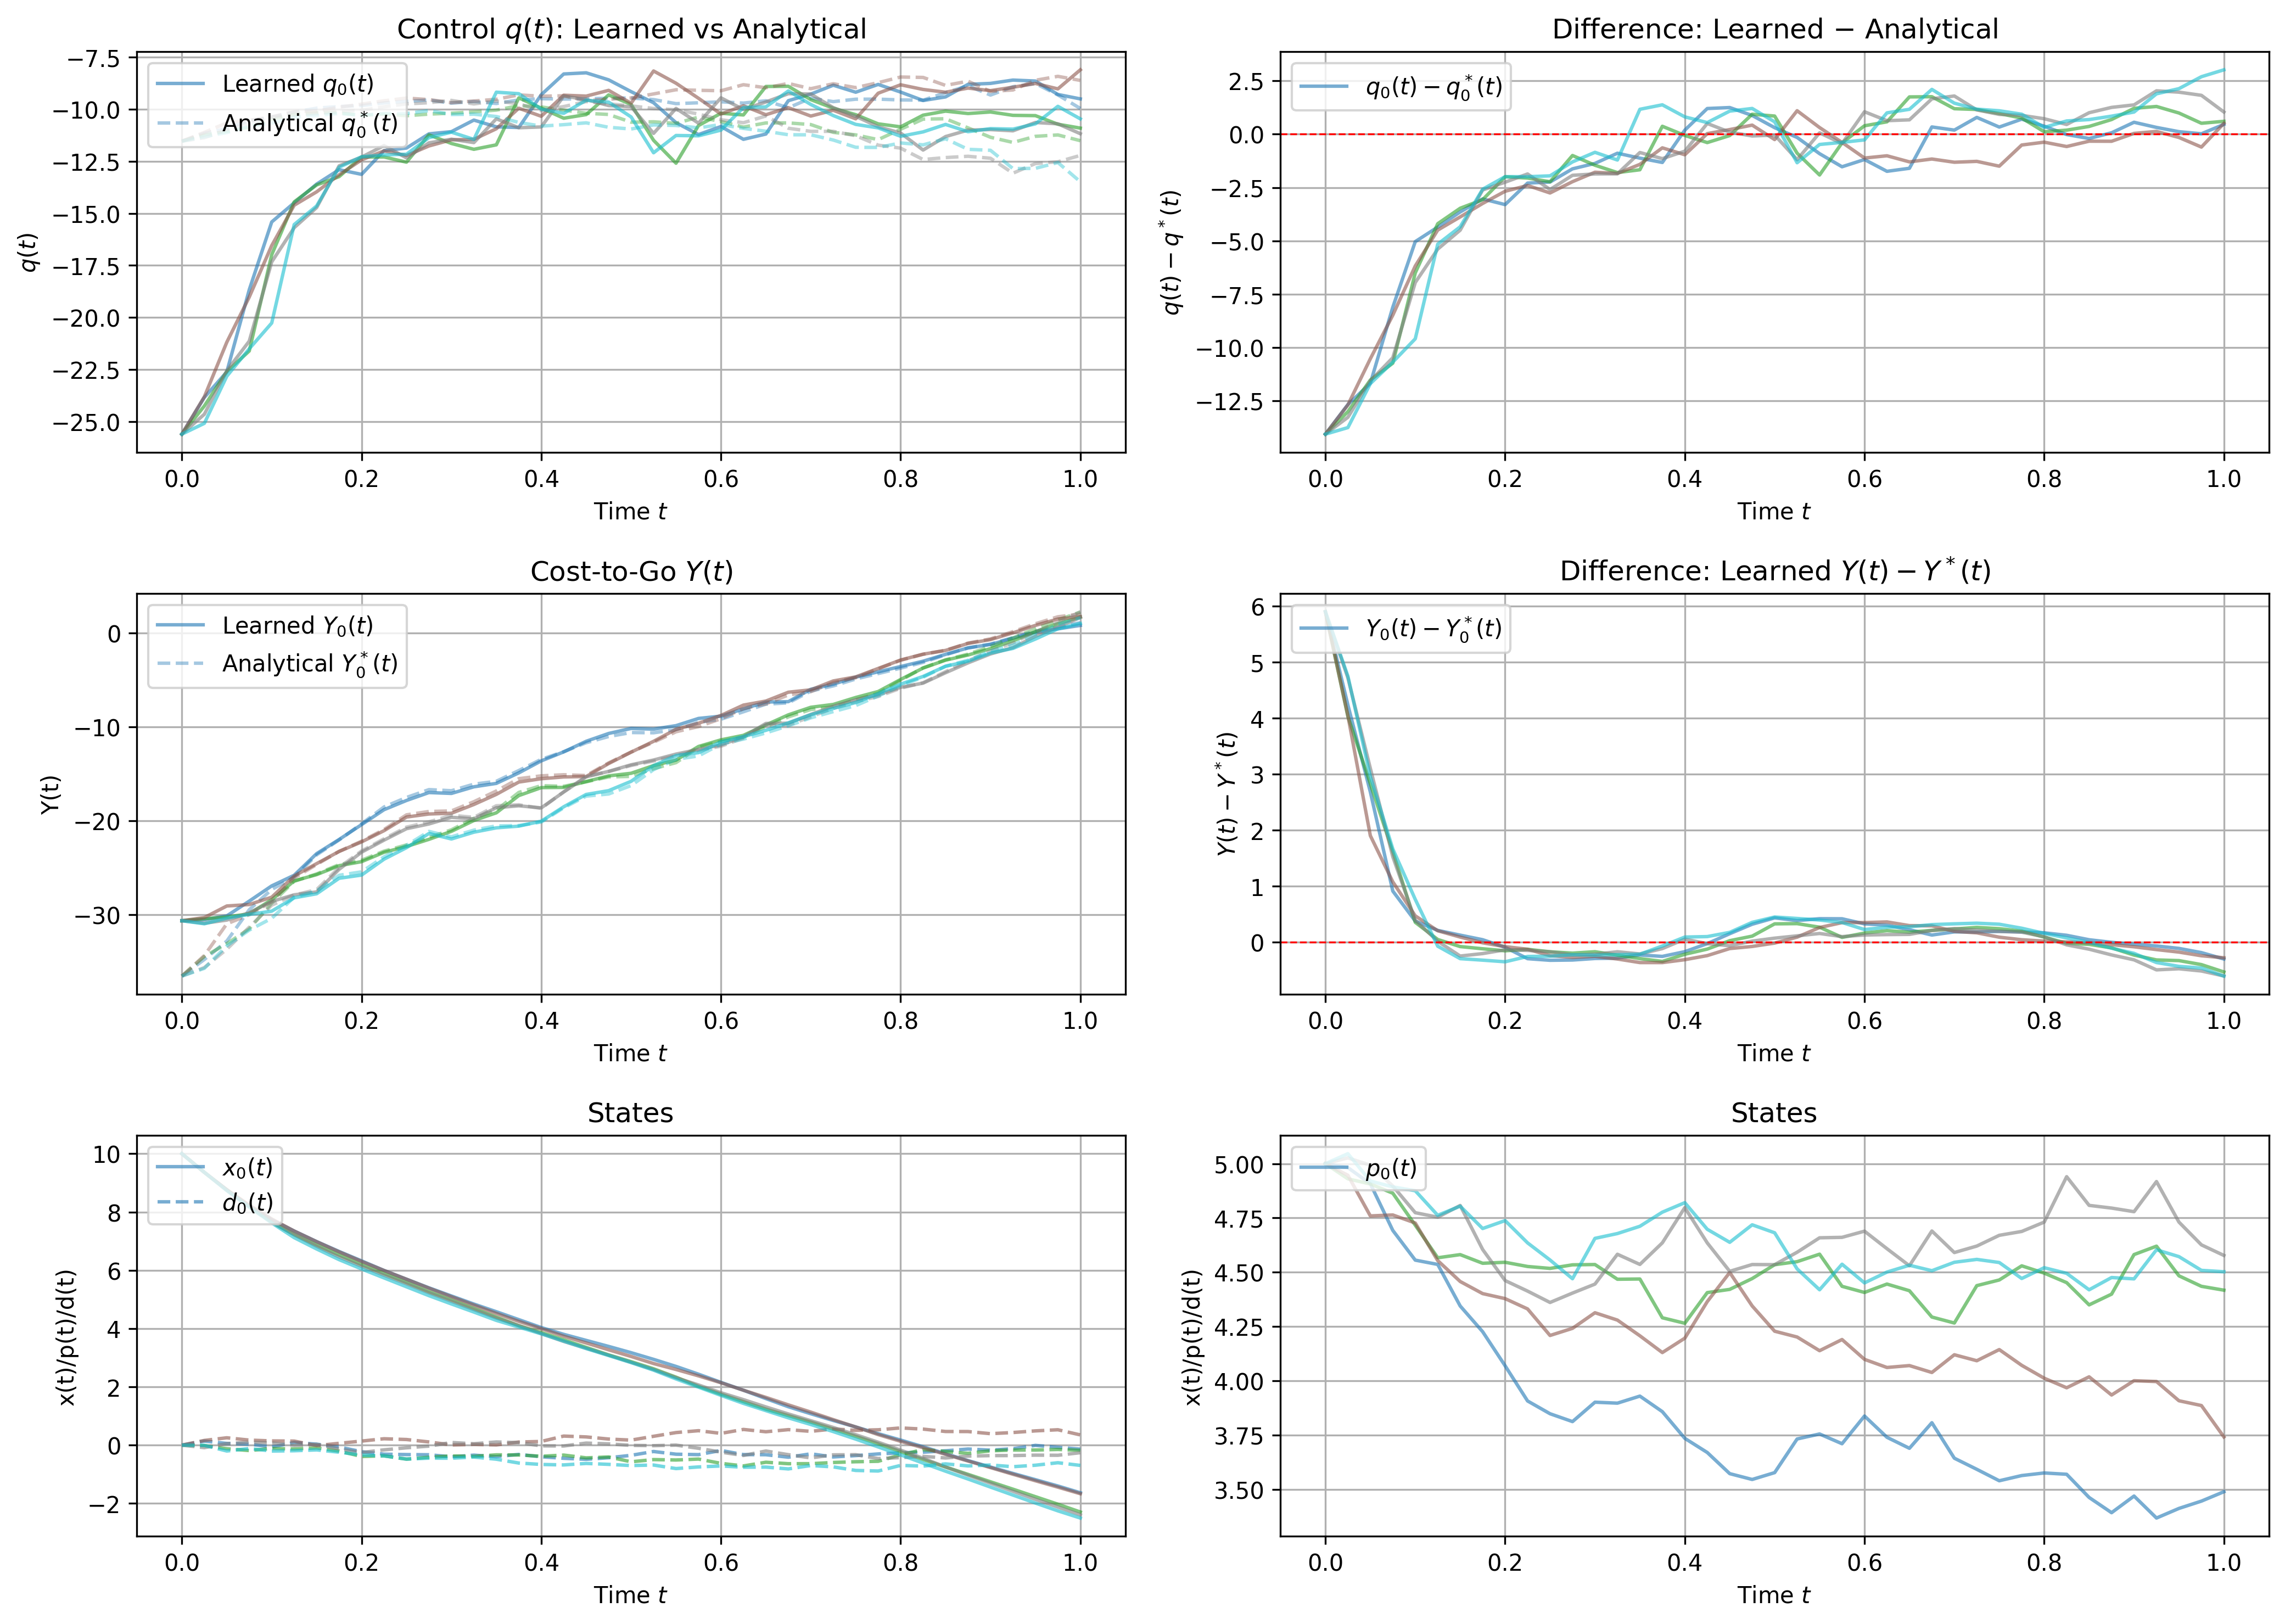 Control q(t): Learned vs Analytical
Learned q₀(t)
Analytical q₀*(t)
−7.5
−10.0
−12.5
−15.0
−17.5
−20.0
−22.5
−25.0
q(t)
0.0 0.2 0.4 0.6 0.8 1.0
Time t
Difference: Learned − Analytical
q₀(t) − q₀*(t)
2.5
0.0
−2.5
−5.0
−7.5
−10.0
−12.5
q(t) − q*(t)
0.0 0.2 0.4 0.6 0.8 1.0
Time t
Cost-to-Go Y(t)
Learned Y₀(t)
Analytical Y₀*(t)
0
−10
−20
−30
Y(t)
0.0 0.2 0.4 0.6 0.8 1.0
Time t
Difference: Learned Y(t) − Y*(t)
Y₀(t) − Y₀*(t)
6
5
4
3
2
1
0
Y(t) − Y*(t)
0.0 0.2 0.4 0.6 0.8 1.0
Time t
States
x₀(t)
d₀(t)
10
8
6
4
2
0
−2
x(t)/p(t)/d(t)
0.0 0.2 0.4 0.6 0.8 1.0
Time t
States
p₀(t)
5.00
4.75
4.50
4.25
4.00
3.75
3.50
x(t)/p(t)/d(t)
0.0 0.2 0.4 0.6 0.8 1.0
Time t